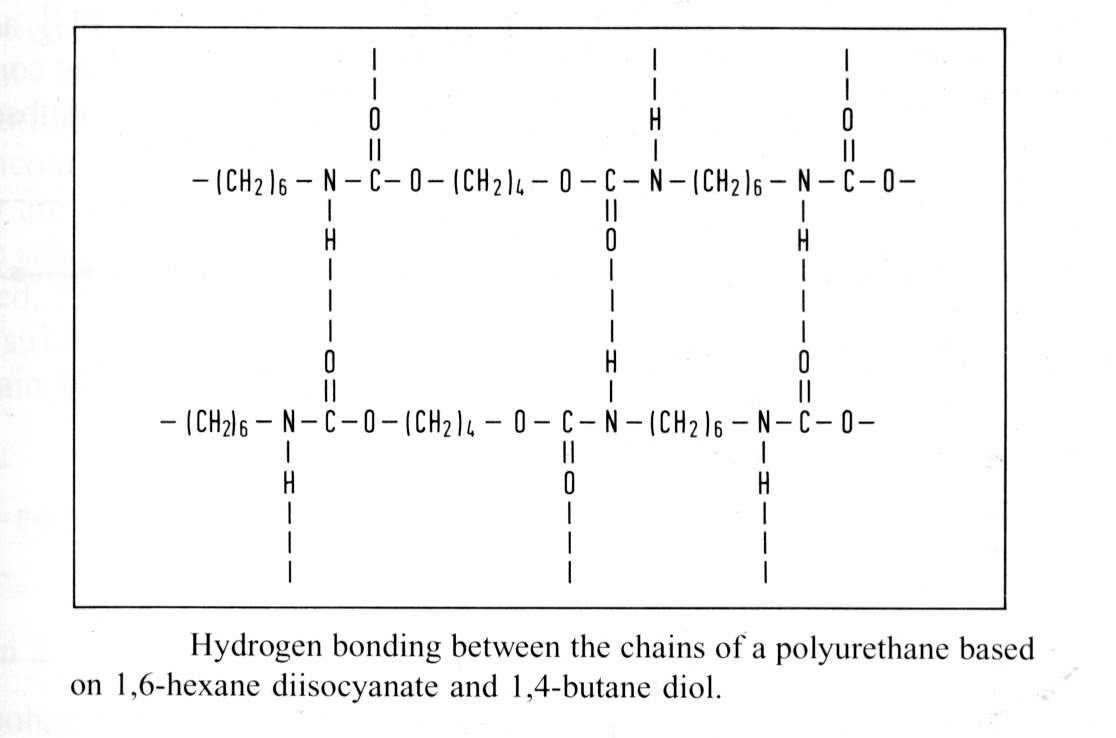 O H O
‖ | ‖
–(CH2)6–N–C–O–(CH2)4–O–C–N–(CH2)6–N–C–O–
| ‖ |
H O H
O H O
‖ | ‖
–(CH2)6–N–C–O–(CH2)4–O–C–N–(CH2)6–N–C–O–
| ‖ |
H O H
Hydrogen bonding between the chains of a polyurethane based
on 1,6-hexane diisocyanate and 1,4-butane diol.